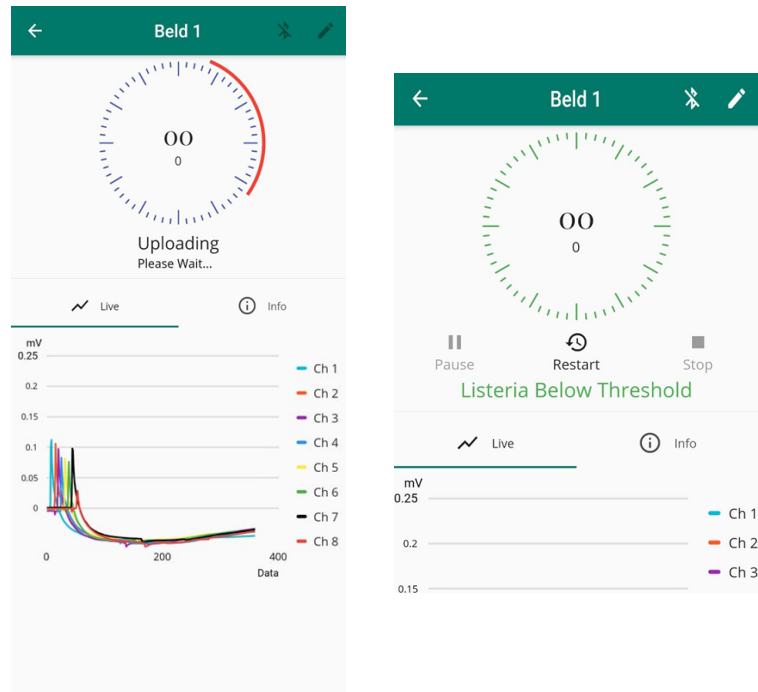 Beld 1
00
0
Uploading
Please Wait...
Live
Info
mV
0.25
0.2
0.15
0.1
0.05
0
0
200
400
Data
Ch 1
Ch 2
Ch 3
Ch 4
Ch 5
Ch 6
Ch 7
Ch 8
Beld 1
00
0
Pause
Restart
Stop
Listeria Below Threshold
Live
Info
mV
0.25
0.2
0.15
Ch 1
Ch 2
Ch 3